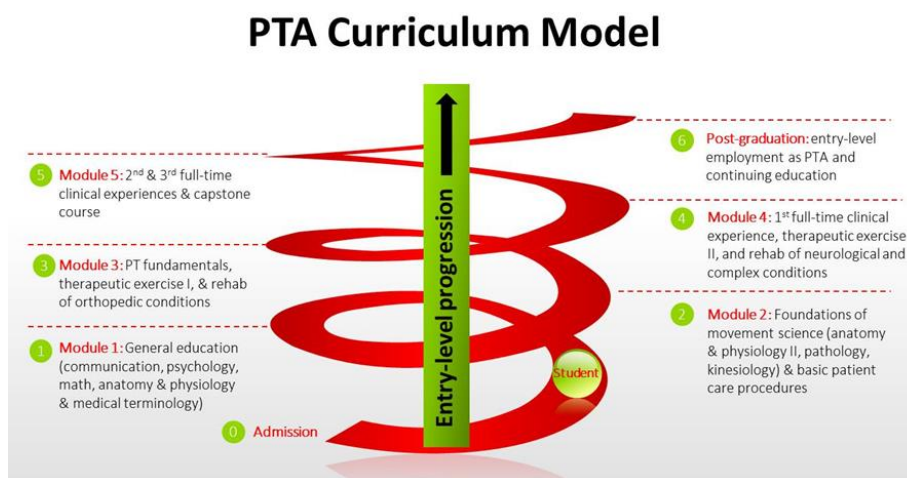 PTA Curriculum Model
Entry-level progression
6
Post-graduation: entry-level
employment as PTA and
continuing education
5
Module 5: 2nd & 3rd full-time
clinical experiences & capstone
course
4
Module 4: 1st full-time clinical
experience, therapeutic exercise
II, and rehab of neurological and
complex conditions
3
Module 3: PT fundamentals,
therapeutic exercise I, & rehab
of orthopedic conditions
2
Module 2: Foundations of
movement science (anatomy
& physiology II, pathology,
kinesiology) & basic patient
care procedures
1
Module 1: General education
(communication, psychology,
math, anatomy & physiology
& medical terminology)
Student
0
Admission